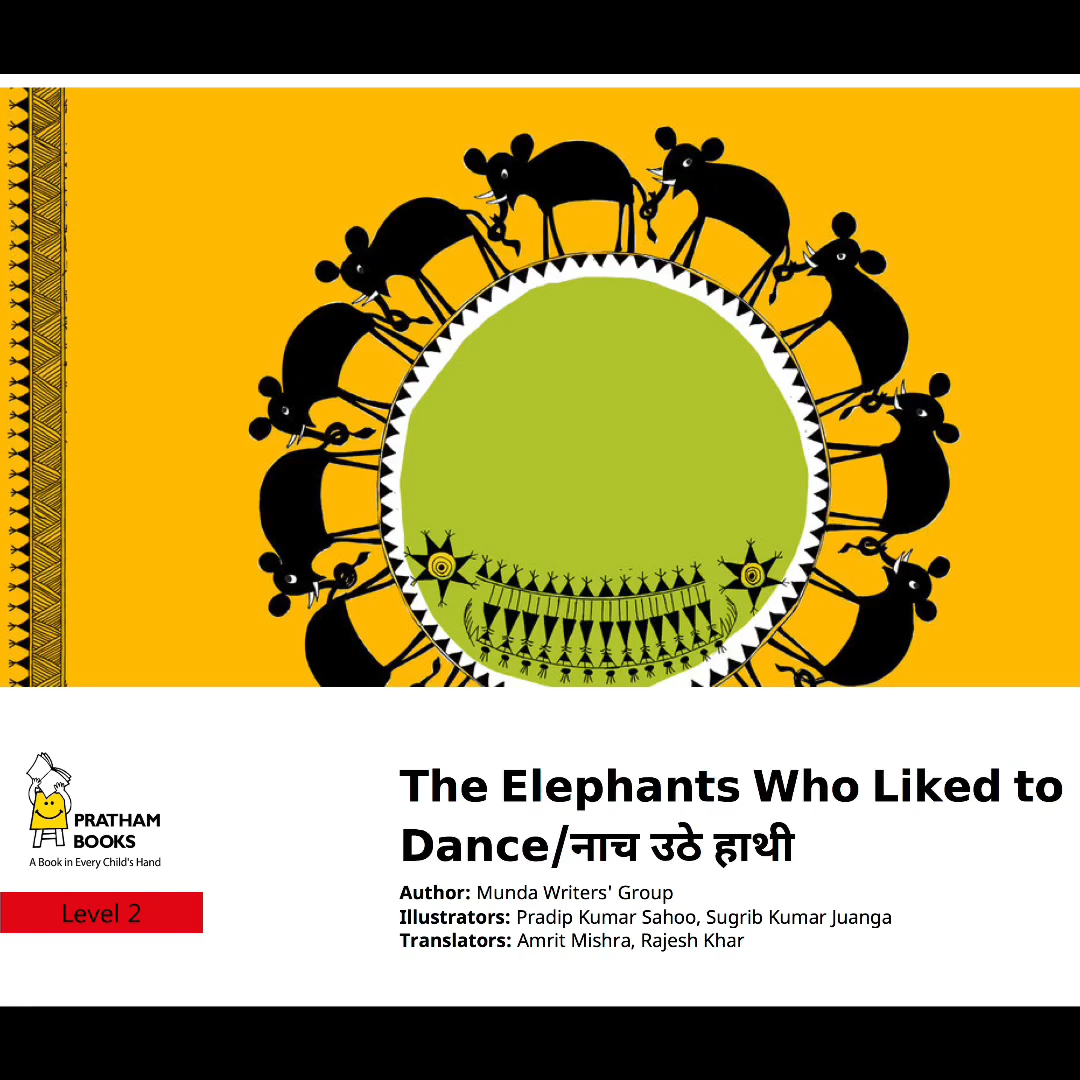 PRATHAM
BOOKS
A Book in Every Child's Hand
Level 2
The Elephants Who Liked to
Dance/नाच उठे हाथी
Author: Munda Writers' Group
Illustrators: Pradip Kumar Sahoo, Sugrib Kumar Juanga
Translators: Amrit Mishra, Rajesh Khar